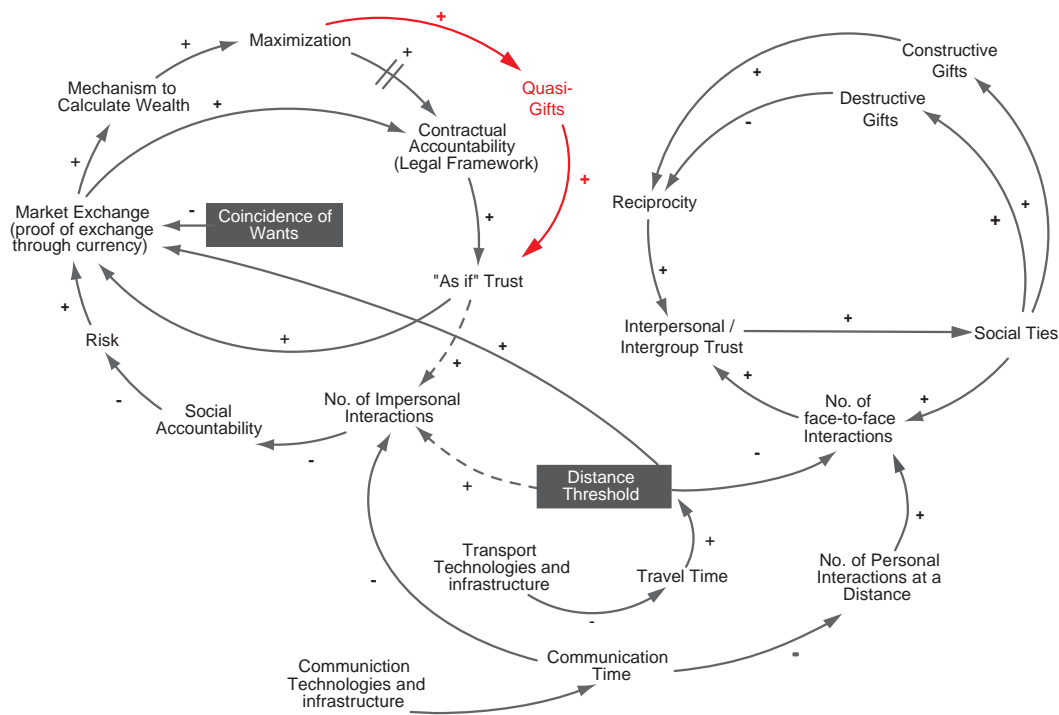 Maximization
Mechanism to
Calculate Wealth
Quasi-
Gifts
Contractual
Accountability
(Legal Framework)
Market Exchange
(proof of exchange
through currency)
Coincidence of
Wants
"As if" Trust
Risk
Social
Accountability
No. of Impersonal
Interactions
Distance
Threshold
Transport
Technologies and
infrastructure
Travel Time
Communiction
Technologies and
infrastructure
Communication
Time
Constructive
Gifts
Destructive
Gifts
Reciprocity
Interpersonal /
Intergroup Trust
Social Ties
No. of
face-to-face
Interactions
No. of Personal
Interactions at a
Distance
+
+
+
+
+
+
+
-
+
+
+
+
+
-
-
+
+
-
-
+
-
-
+
-
+
+
+
+
+
+
+